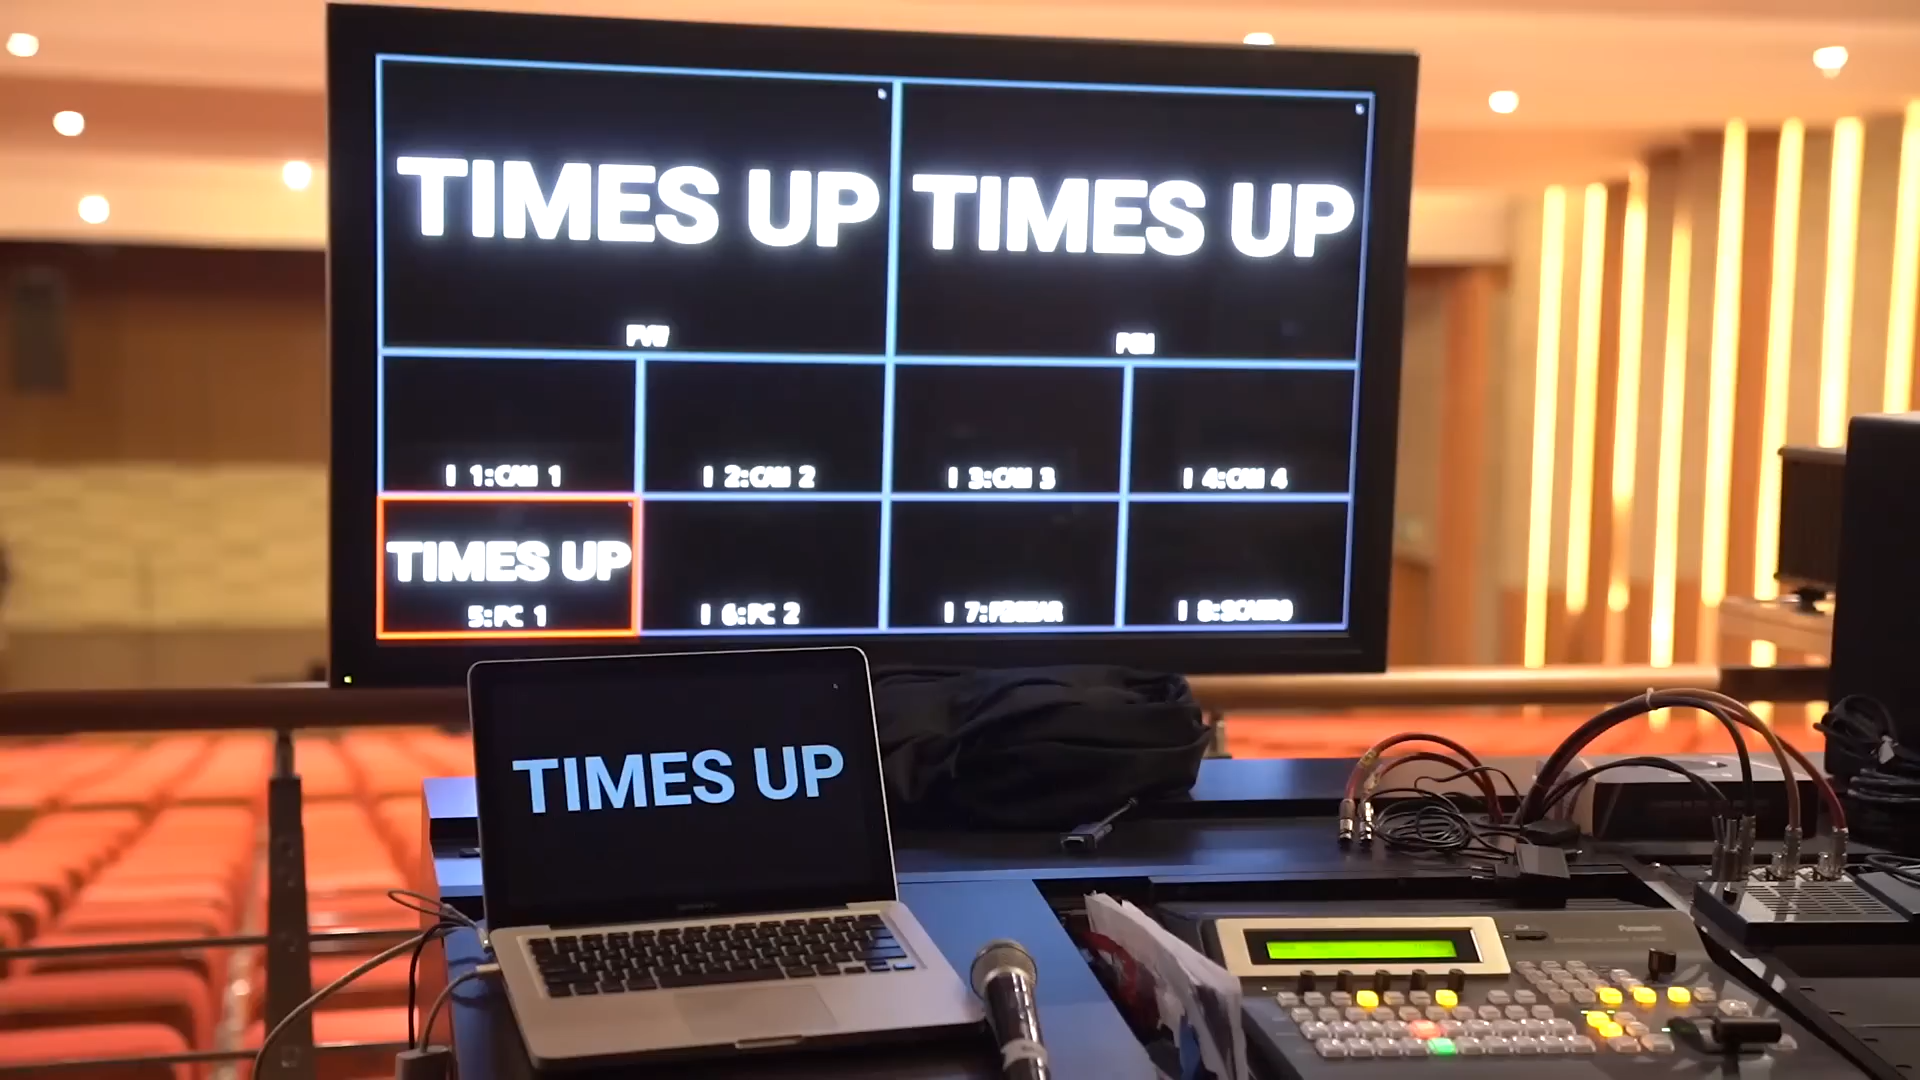 TIMES UP
TIMES UP
PVW
PGM
1:CAM 1
2:CAM 2
3:CAM 3
4:CAM 4
TIMES UP
5:PC 1
6:PC 2
TIMES UP
Panasonic